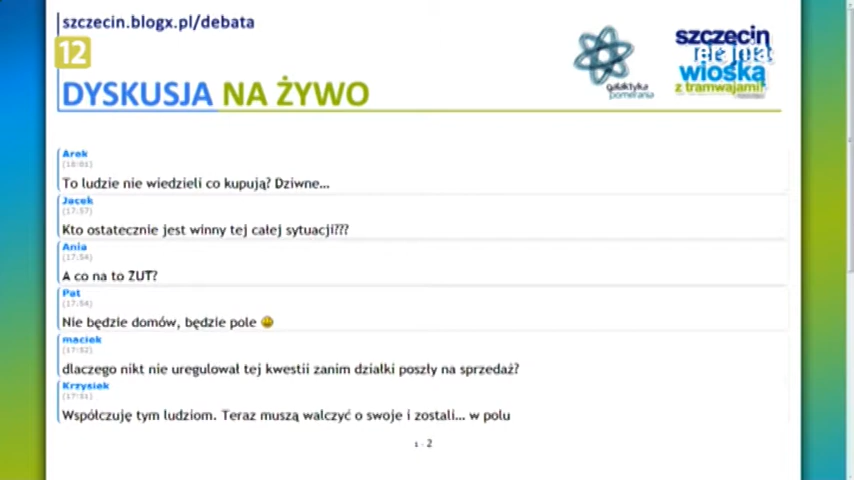 szczecin.blogx.pl/debata
12
DYSKUSJA NA ŻYWO
galaktyka
pomerania
szczecin
wioską
z tramwajami!
Arek
(18:01)
To ludzie nie wiedzieli co kupują? Dziwne...
Jacek
(17:57)
Kto ostatecznie jest winny tej całej sytuacji???
Ania
(17:54)
A co na to ZUT?
Pat
(17:54)
Nie będzie domów, będzie pole
maciek
(17:52)
dlaczego nikt nie uregulował tej kwestii zanim działki poszły na sprzedaż?
Krzysiek
(17:51)
Współczuję tym ludziom. Teraz muszą walczyć o swoje i zostali... w polu
1 - 2